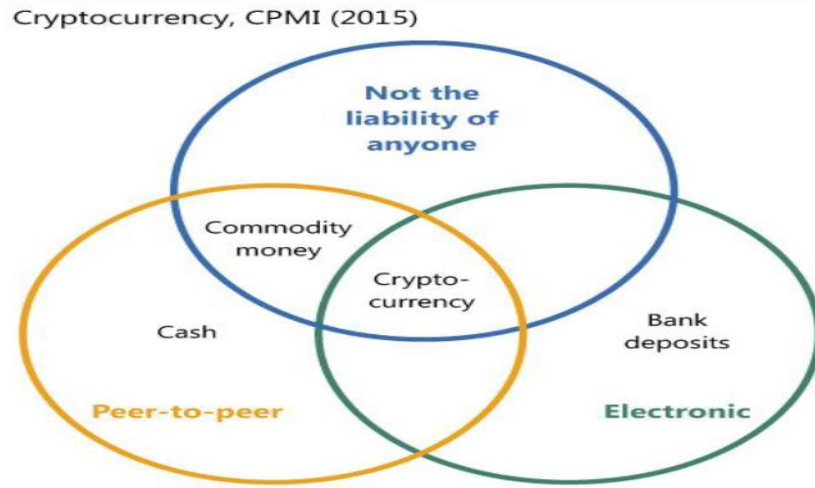 Cryptocurrency, CPMI (2015)
Not the
liability of
anyone
Commodity
money
Crypto-
currency
Cash
Bank
deposits
Peer-to-peer
Electronic